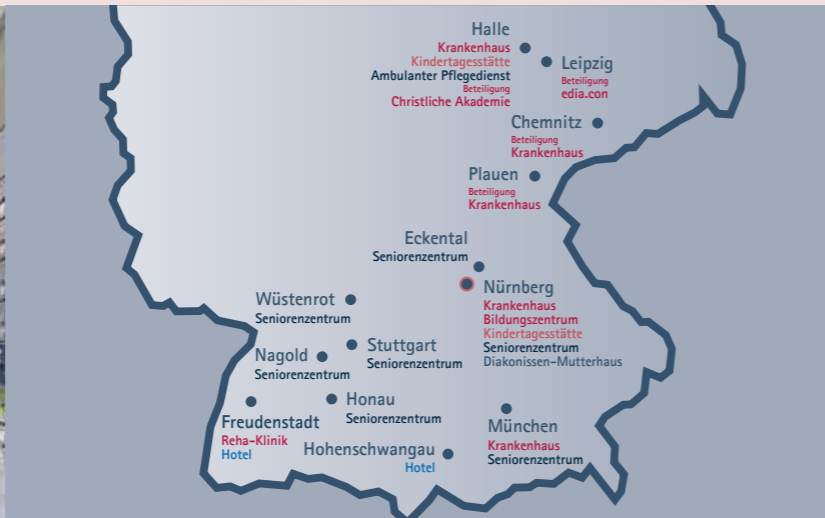 Halle
Krankenhaus
Kindertagesstätte
Ambulanter Pflegedienst
Beteiligung
Christliche Akademie
Leipzig
Beteiligung
edia.con
Chemnitz
Beteiligung
Krankenhaus
Plauen
Beteiligung
Krankenhaus
Eckental
Seniorenzentrum
Nürnberg
Krankenhaus
Bildungszentrum
Kindertagesstätte
Seniorenzentrum
Diakonissen-Mutterhaus
Wüstenrot
Seniorenzentrum
Stuttgart
Seniorenzentrum
Nagold
Seniorenzentrum
Honau
Seniorenzentrum
Freudenstadt
Reha-Klinik
Hotel
Hohenschwangau
Hotel
München
Krankenhaus
Seniorenzentrum